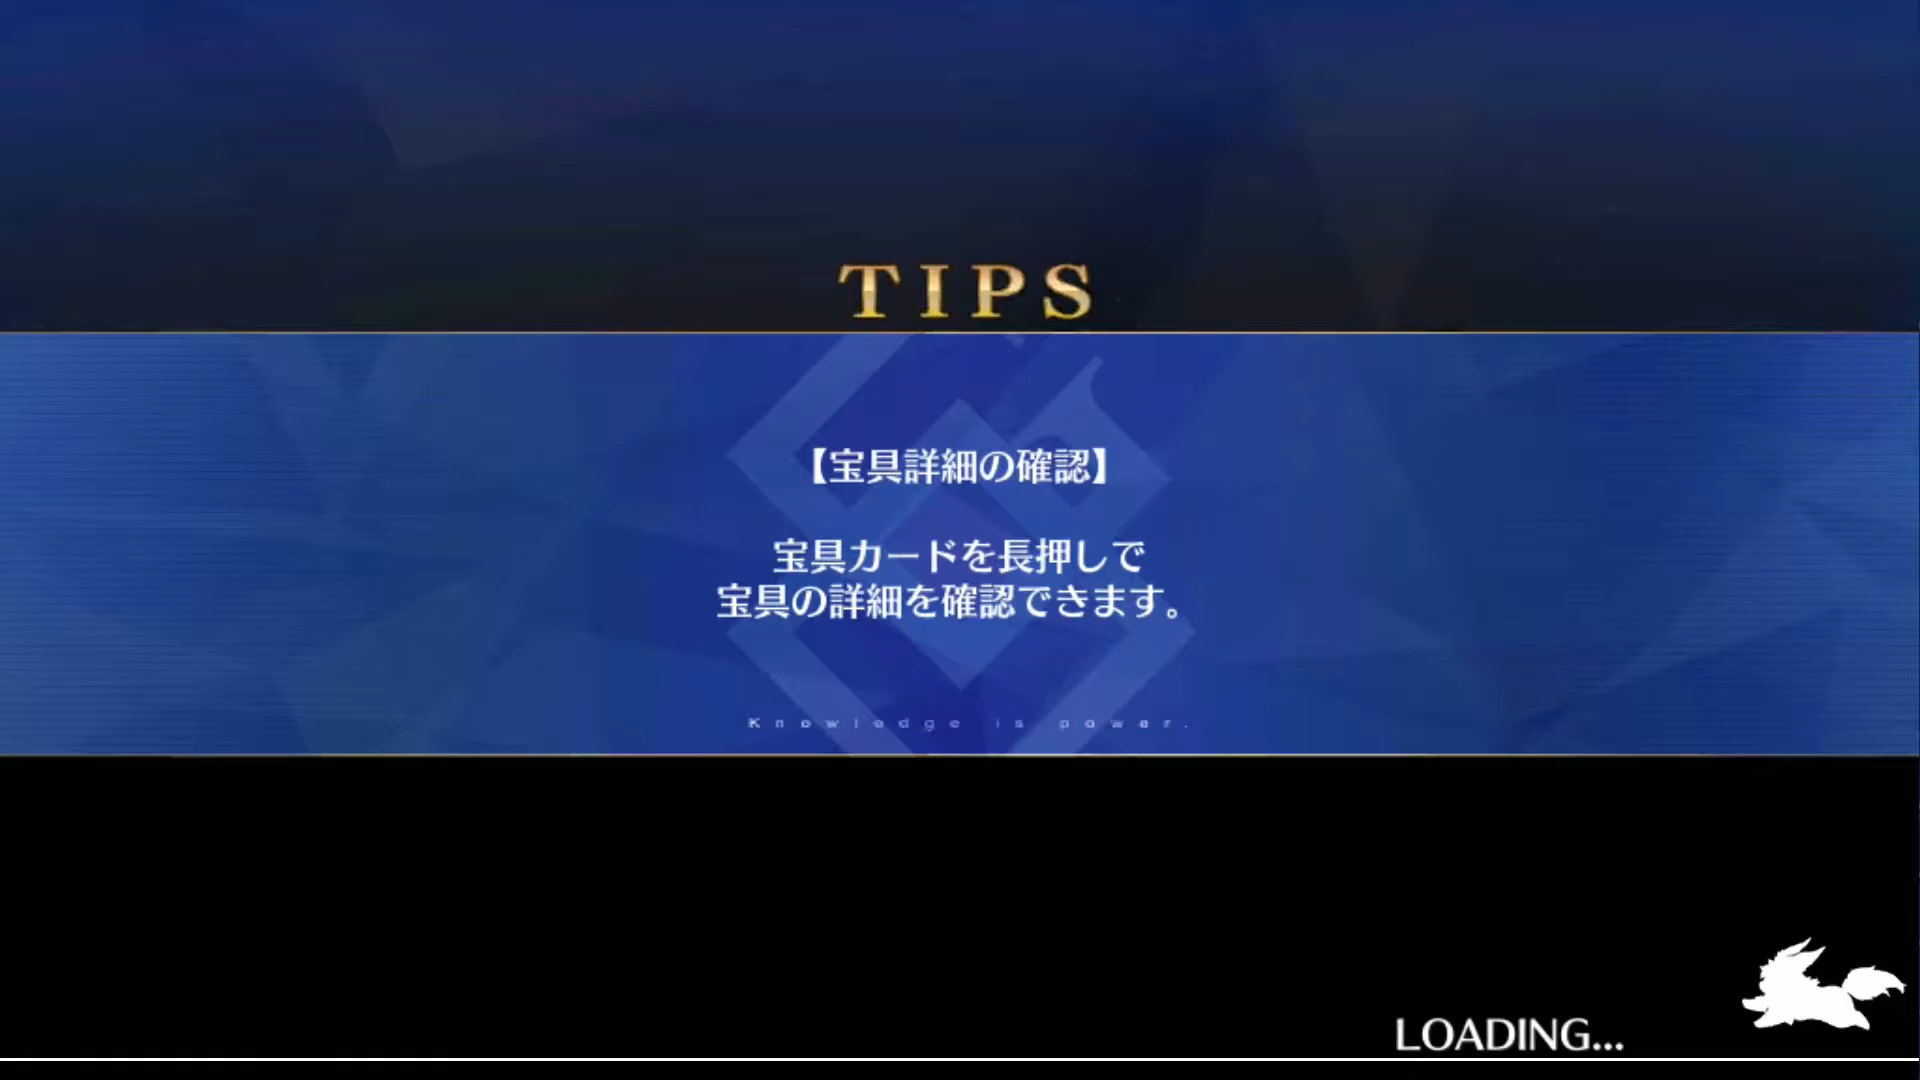 TIPS
【宝具詳細の確認】
宝具カードを長押しで
宝具の詳細を確認できます。
Knowledge is power.
LOADING...